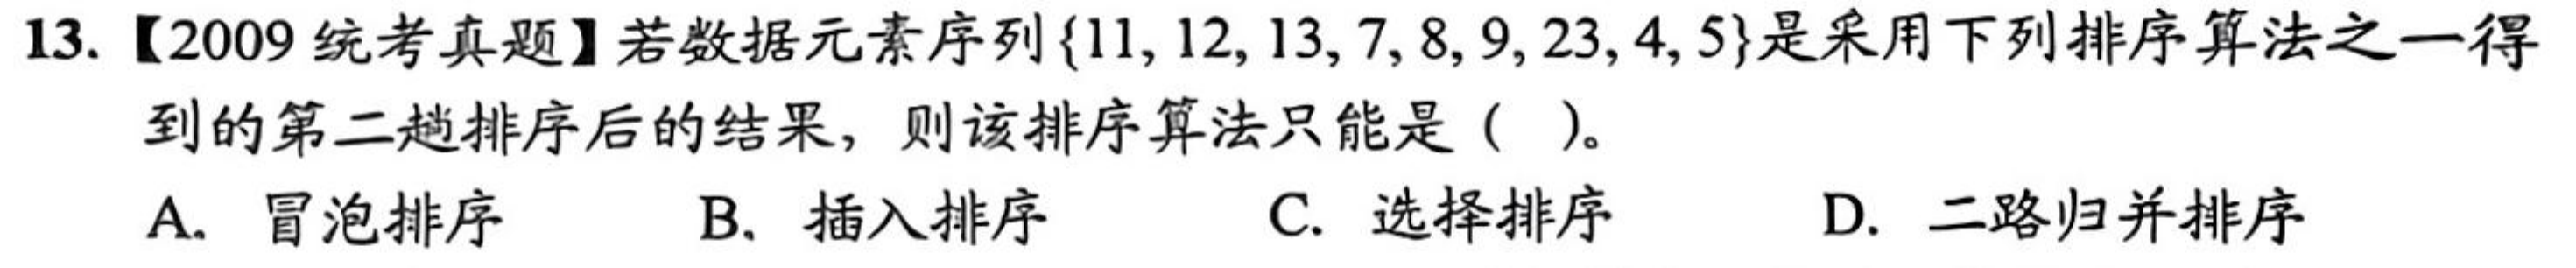 13.【2009 统考真题】若数据元素序列{11, 12, 13, 7, 8, 9, 23, 4, 5}是采用下列排序算法之一得
到的第二趟排序后的结果，则该排序算法只能是（ ）。
A. 冒泡排序 B. 插入排序 C. 选择排序 D. 二路归并排序